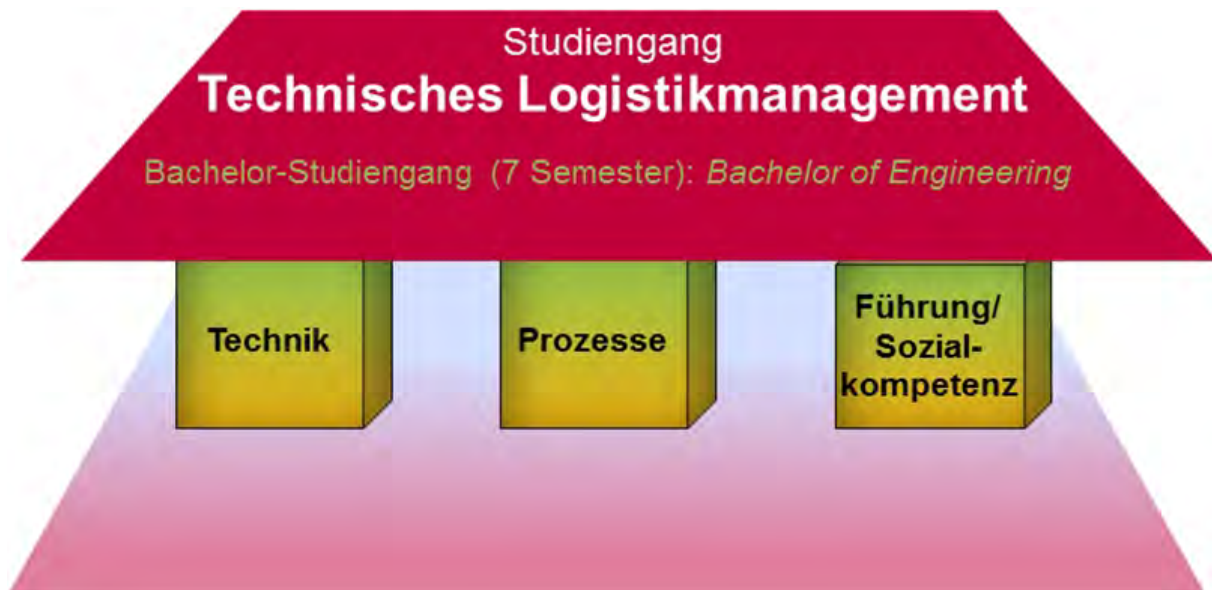 Studiengang
Technisches Logistikmanagement
Bachelor-Studiengang (7 Semester): Bachelor of Engineering
Technik
Prozesse
Führung/
Sozial-
kompetenz